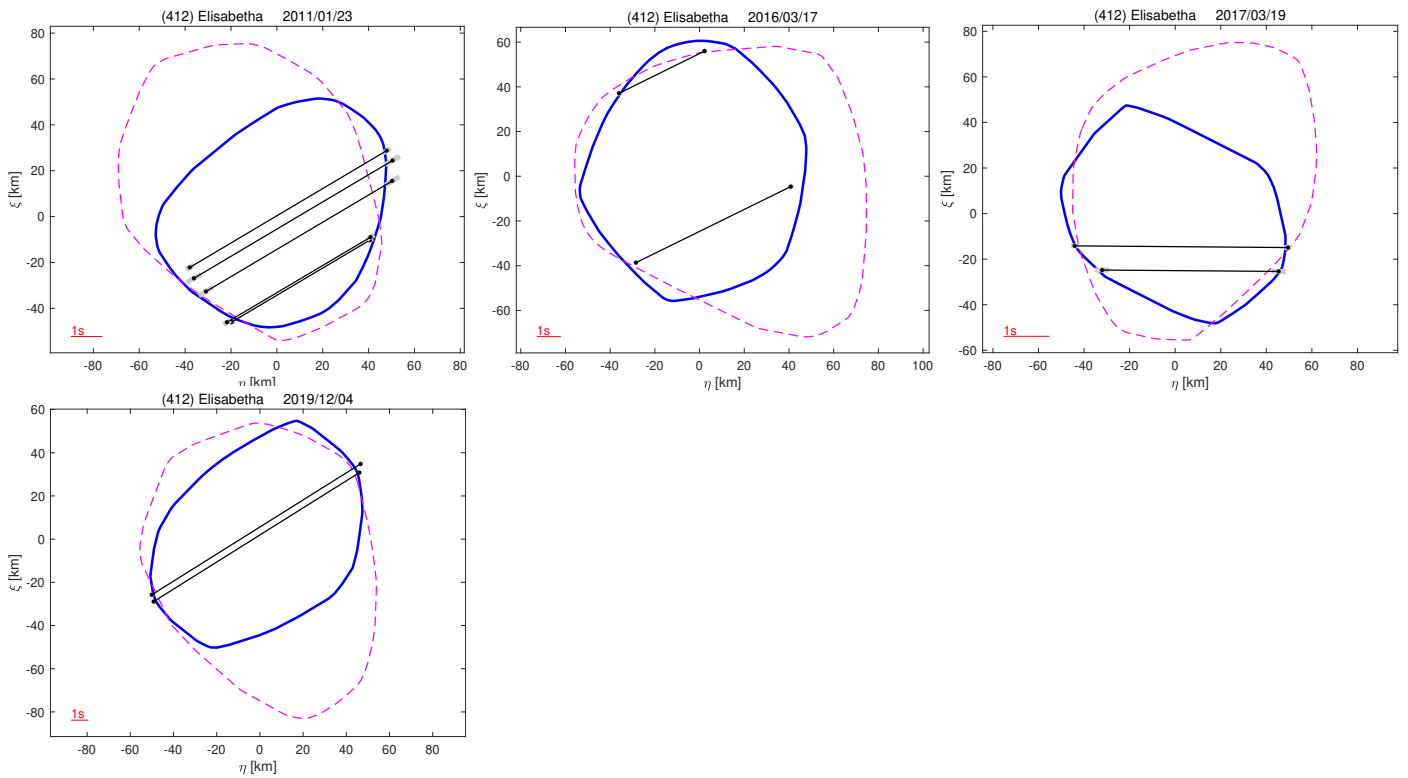 (412) Elisabetha 2011/01/23
80
60
40
20
0
-20
-40
ξ [km]
1s
-80 -60 -40 -20 0 20 40 60 80
η [km]
(412) Elisabetha 2016/03/17
60
40
20
0
-20
-40
-60
ξ [km]
1s
-80 -60 -40 -20 0 20 40 60 80 100
η [km]
(412) Elisabetha 2017/03/19
80
60
40
20
0
-20
-40
-60
ξ [km]
1s
-80 -60 -40 -20 0 20 40 60 80
η [km]
(412) Elisabetha 2019/12/04
60
40
20
0
-20
-40
-60
-80
ξ [km]
1s
-80 -60 -40 -20 0 20 40 60 80
η [km]